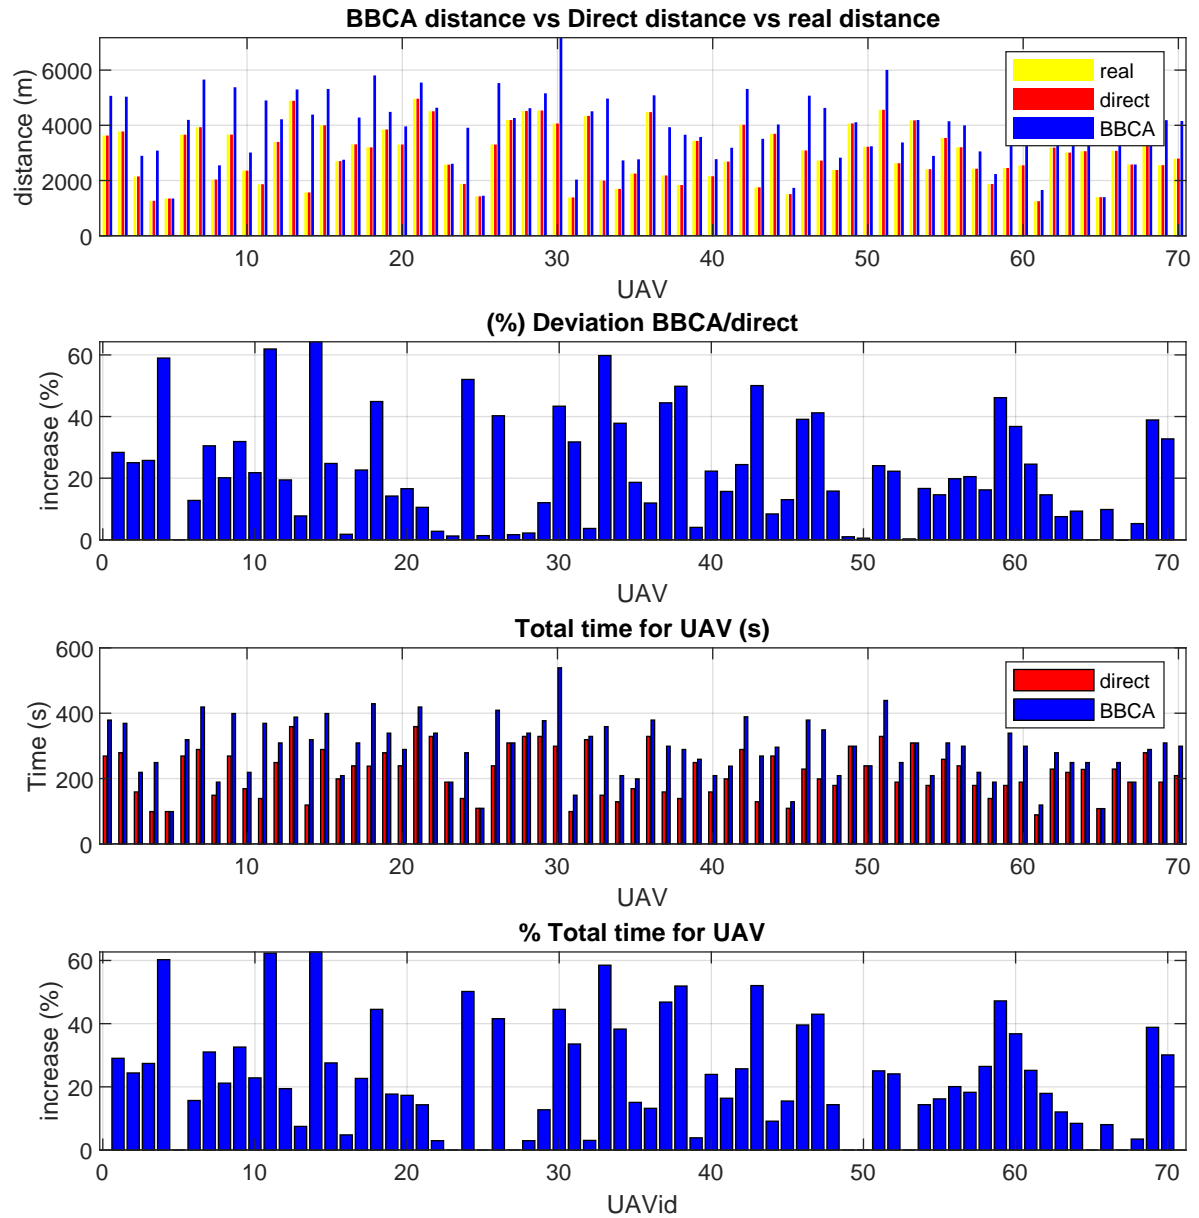 BBCA distance vs Direct distance vs real distance
distance (m)
6000
4000
2000
0
real
direct
BBCA
10 20 30 40 50 60 70
UAV
(%) Deviation BBCA/direct
increase (%)
60
40
20
0
0 10 20 30 40 50 60 70
UAV
Total time for UAV (s)
Time (s)
600
400
200
0
direct
BBCA
10 20 30 40 50 60 70
UAV
% Total time for UAV
increase (%)
60
40
20
0
0 10 20 30 40 50 60 70
UAVid